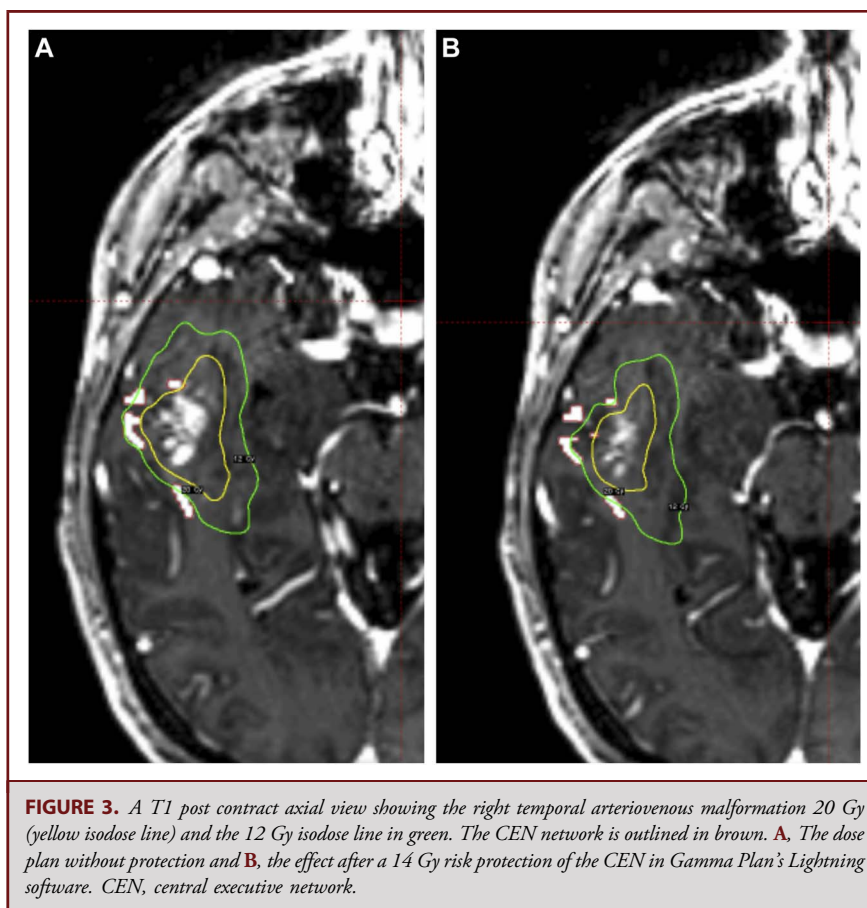 A
B
12 Gy
20 Gy
20 Gy
12 Gy
FIGURE 3. A T1 post contract axial view showing the right temporal arteriovenous malformation 20 Gy
(yellow isodose line) and the 12 Gy isodose line in green. The CEN network is outlined in brown. A, The dose
plan without protection and B, the effect after a 14 Gy risk protection of the CEN in Gamma Plan's Lightning
software. CEN, central executive network.